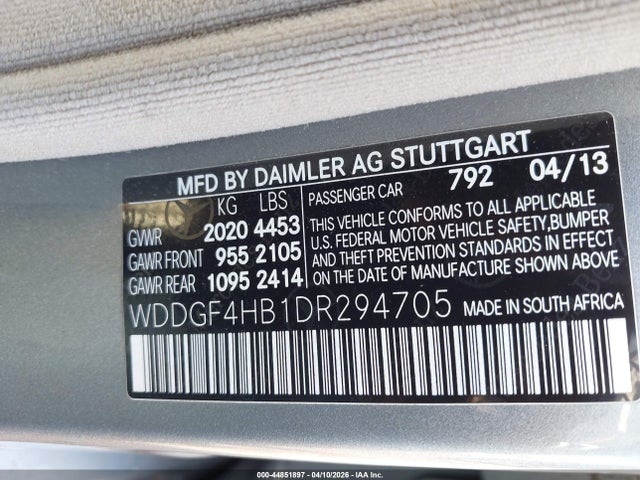 MFD BY DAIMLER AG STUTTGART 792 04/13
KG LBS
GVWR 2020 4453
GAWR FRONT 955 2105
GAWR REAR 1095 2414
PASSENGER CAR
THIS VEHICLE CONFORMS TO ALL APPLICABLE
U.S. FEDERAL MOTOR VEHICLE SAFETY, BUMPER
AND THEFT PREVENTION STANDARDS IN EFFECT
ON THE DATE OF MANUFACTURE SHOWN ABOVE.
WDDGF4HB1DR294705 MADE IN SOUTH AFRICA
000-44851897 - 04/10/2026 - IAA Inc.